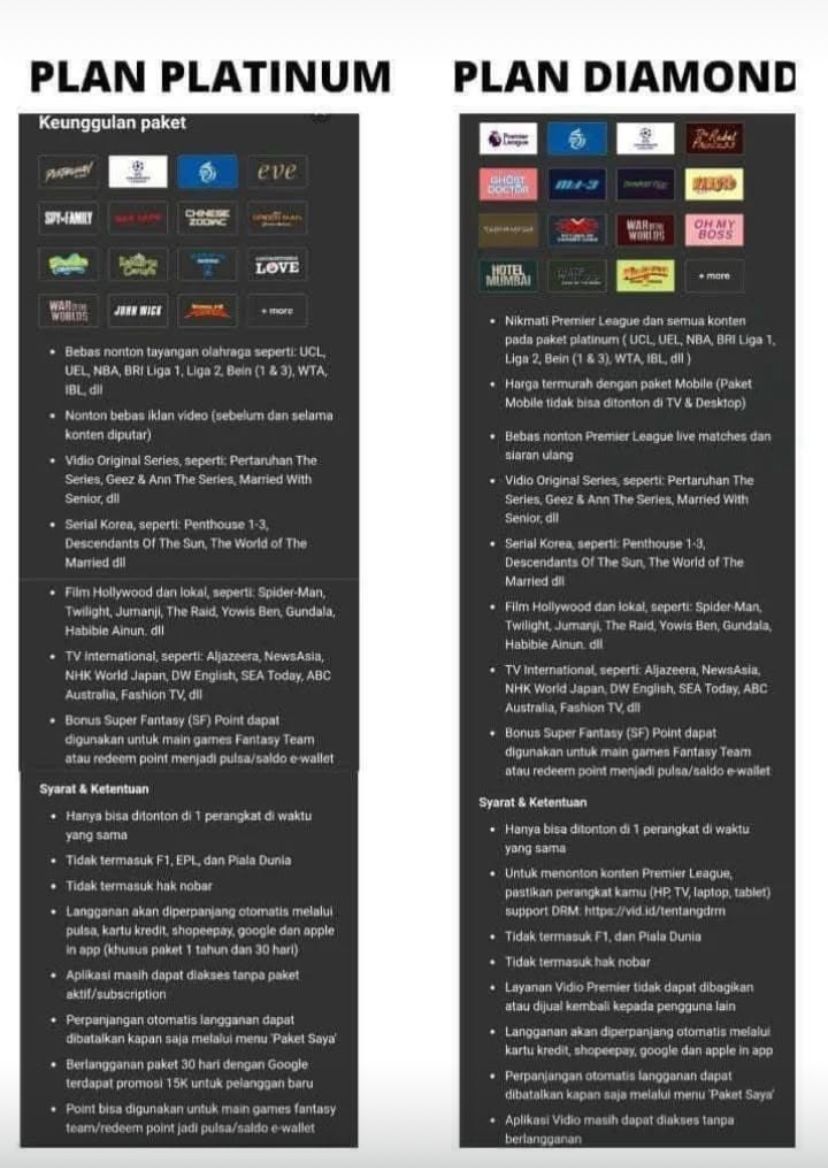 PLAN PLATINUM
Keunggulan paket
PERTARUHAN
eve
SPY×FAMILY
CHINESE
ZODIAC
LOVE
WAR OF THE
WORLDS
JOHN WICK
+ more
• Bebas nonton tayangan olahraga seperti: UCL,
UEL, NBA, BRI Liga 1, Liga 2, Bein (1 & 3), WTA,
IBL, dll
• Nonton bebas iklan video (sebelum dan selama
konten diputar)
• Vidio Original Series, seperti: Pertaruhan The
Series, Geez & Ann The Series, Married With
Senior, dll
• Serial Korea, seperti: Penthouse 1-3,
Descendants Of The Sun, The World of The
Married dll
• Film Hollywood dan lokal, seperti: Spider-Man,
Twilight, Jumanji, The Raid, Yowis Ben, Gundala,
Habibie Ainun. dll
• TV International, seperti: Aljazeera, NewsAsia,
NHK World Japan, DW English, SEA Today, ABC
Australia, Fashion TV, dll
• Bonus Super Fantasy (SF) Point dapat
digunakan untuk main games Fantasy Team
atau redeem point menjadi pulsa/saldo e-wallet
Syarat & Ketentuan
• Hanya bisa ditonton di 1 perangkat di waktu
yang sama
• Tidak termasuk F1, EPL, dan Piala Dunia
• Tidak termasuk hak nobar
• Langganan akan diperpanjang otomatis melalui
pulsa, kartu kredit, shopeepay, google dan apple
in app (khusus paket 1 tahun dan 30 hari)
• Aplikasi masih dapat diakses tanpa paket
aktif/subscription
• Perpanjangan otomatis langganan dapat
dibatalkan kapan saja melalui menu 'Paket Saya'
• Berlangganan paket 30 hari dengan Google
terdapat promosi 15K untuk pelanggan baru
• Point bisa digunakan untuk main games fantasy
team/redeem point jadi pulsa/saldo e-wallet
PLAN DIAMOND
Premier
League
The Rebel
Princess
GHOST
DOCTOR
M:I-3
NARUTO
WAR OF THE
WORLDS
OH MY
BOSS
HOTEL
MUMBAI
+ more
• Nikmati Premier League dan semua konten
pada paket platinum ( UCL, UEL, NBA, BRI Liga 1,
Liga 2, Bein (1 & 3), WTA, IBL, dll )
• Harga termurah dengan paket Mobile (Paket
Mobile tidak bisa ditonton di TV & Desktop)
• Bebas nonton Premier League live matches dan
siaran ulang
• Vidio Original Series, seperti: Pertaruhan The
Series, Geez & Ann The Series, Married With
Senior, dll
• Serial Korea, seperti: Penthouse 1-3,
Descendants Of The Sun, The World of The
Married dll
• Film Hollywood dan lokal, seperti: Spider-Man,
Twilight, Jumanji, The Raid, Yowis Ben, Gundala,
Habibie Ainun. dll
• TV International, seperti: Aljazeera, NewsAsia,
NHK World Japan, DW English, SEA Today, ABC
Australia, Fashion TV, dll
• Bonus Super Fantasy (SF) Point dapat
digunakan untuk main games Fantasy Team
atau redeem point menjadi pulsa/saldo e-wallet
Syarat & Ketentuan
• Hanya bisa ditonton di 1 perangkat di waktu
yang sama
• Untuk menonton konten Premier League,
pastikan perangkat kamu (HP, TV, laptop, tablet)
support DRM: https://vid.id/tentangdrm
• Tidak termasuk F1, dan Piala Dunia
• Tidak termasuk hak nobar
• Layanan Vidio Premier tidak dapat dibagikan
atau dijual kembali kepada pengguna lain
• Langganan akan diperpanjang otomatis melalui
kartu kredit, shopeepay, google dan apple in app
• Perpanjangan otomatis langganan dapat
dibatalkan kapan saja melalui menu 'Paket Saya'
• Aplikasi Vidio masih dapat diakses tanpa
berlangganan